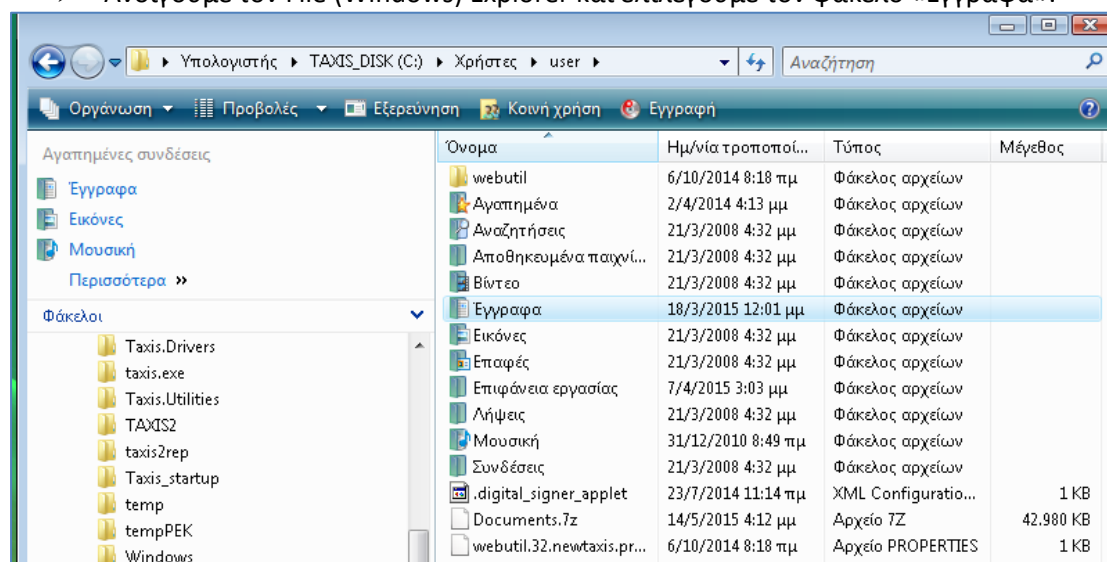 Ανοίγουμε τον File (Windows) Explorer και επιλέγουμε τον φάκελο «Έγγραφα».
Υπολογιστής TAXIS_DISK (C:) Χρήστες user Αναζήτηση
Οργάνωση Προβολές Εξερεύνηση Κοινή χρήση Εγγραφή
Αγαπημένες συνδέσεις
Έγγραφα
Εικόνες
Μουσική
Περισσότερα »
Φάκελοι
Taxis.Drivers
taxis.exe
Taxis.Utilities
TAXIS2
taxis2rep
Taxis_startup
temp
tempPEK
Windows
Όνομα Ημ/νία τροποποί... Τύπος Μέγεθος
webutil 6/10/2014 8:18 πμ Φάκελος αρχείων
Αγαπημένα 2/4/2014 4:13 μμ Φάκελος αρχείων
Αναζητήσεις 21/3/2008 4:32 μμ Φάκελος αρχείων
Αποθηκευμένα παιχνί... 21/3/2008 4:32 μμ Φάκελος αρχείων
Βίντεο 21/3/2008 4:32 μμ Φάκελος αρχείων
Έγγραφα 18/3/2015 12:01 μμ Φάκελος αρχείων
Εικόνες 21/3/2008 4:32 μμ Φάκελος αρχείων
Επαφές 21/3/2008 4:32 μμ Φάκελος αρχείων
Επιφάνεια εργασίας 7/4/2015 3:03 μμ Φάκελος αρχείων
Λήψεις 21/3/2008 4:32 μμ Φάκελος αρχείων
Μουσική 31/12/2010 8:49 πμ Φάκελος αρχείων
Συνδέσεις 21/3/2008 4:32 μμ Φάκελος αρχείων
.digital_signer_applet 23/7/2014 11:14 πμ XML Configuratio... 1 KB
Documents.7z 14/5/2015 4:12 μμ Αρχείο 7Z 42.980 KB
webutil.32.newtaxis.pr... 6/10/2014 8:18 πμ Αρχείο PROPERTIES 1 KB